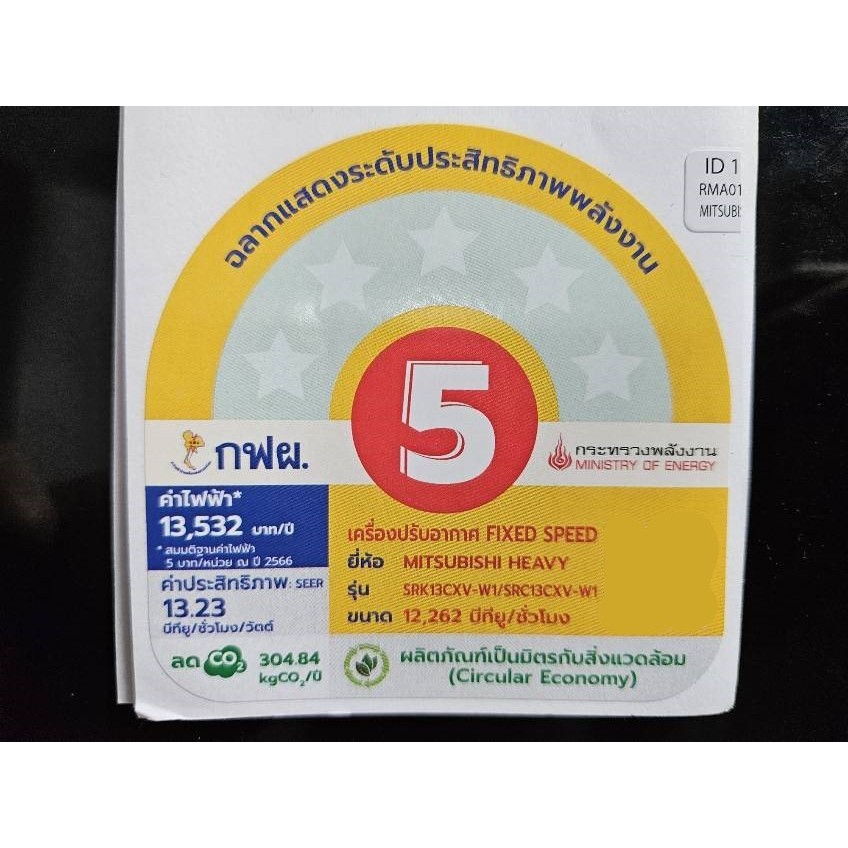 ฉลากแสดงระดับประสิทธิภาพพลังงาน
ID 1
RMA01
MITSUBIS
5
กฟผ.
กระทรวงพลังงาน
MINISTRY OF ENERGY
ค่าไฟฟ้า*
13,532 บาท/ปี
* สมมติฐานค่าไฟฟ้า
5 บาท/หน่วย ณ ปี 2566
ค่าประสิทธิภาพ: SEER
13.23
บีทียู/ชั่วโมง/วัตต์
เครื่องปรับอากาศ FIXED SPEED
ยี่ห้อ MITSUBISHI HEAVY
รุ่น SRK13CXV-W1/SRC13CXV-W1
ขนาด 12,262 บีทียู/ชั่วโมง
ลด CO₂ 304.84
kgCO₂/ปี
ผลิตภัณฑ์เป็นมิตรกับสิ่งแวดล้อม
(Circular Economy)